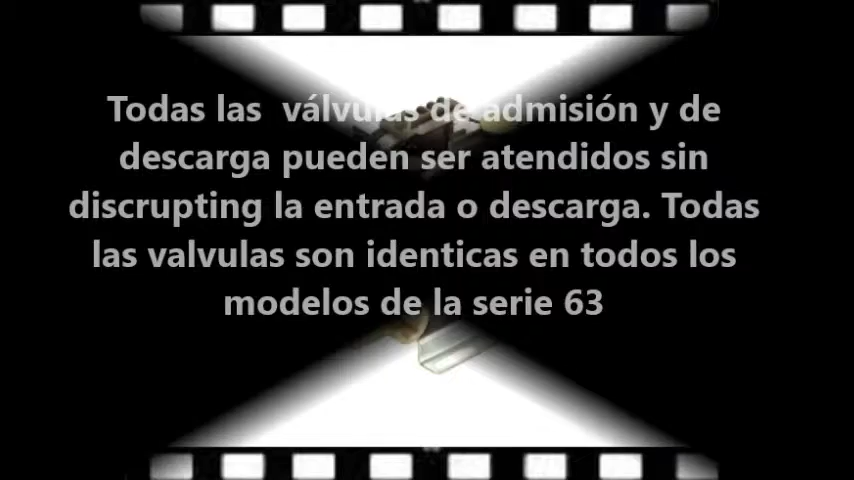 Todas las  válvulas de admisión y de
descarga pueden ser atendidos sin
discrupting la entrada o descarga. Todas
las valvulas son identicas en todos los
modelos de la serie 63